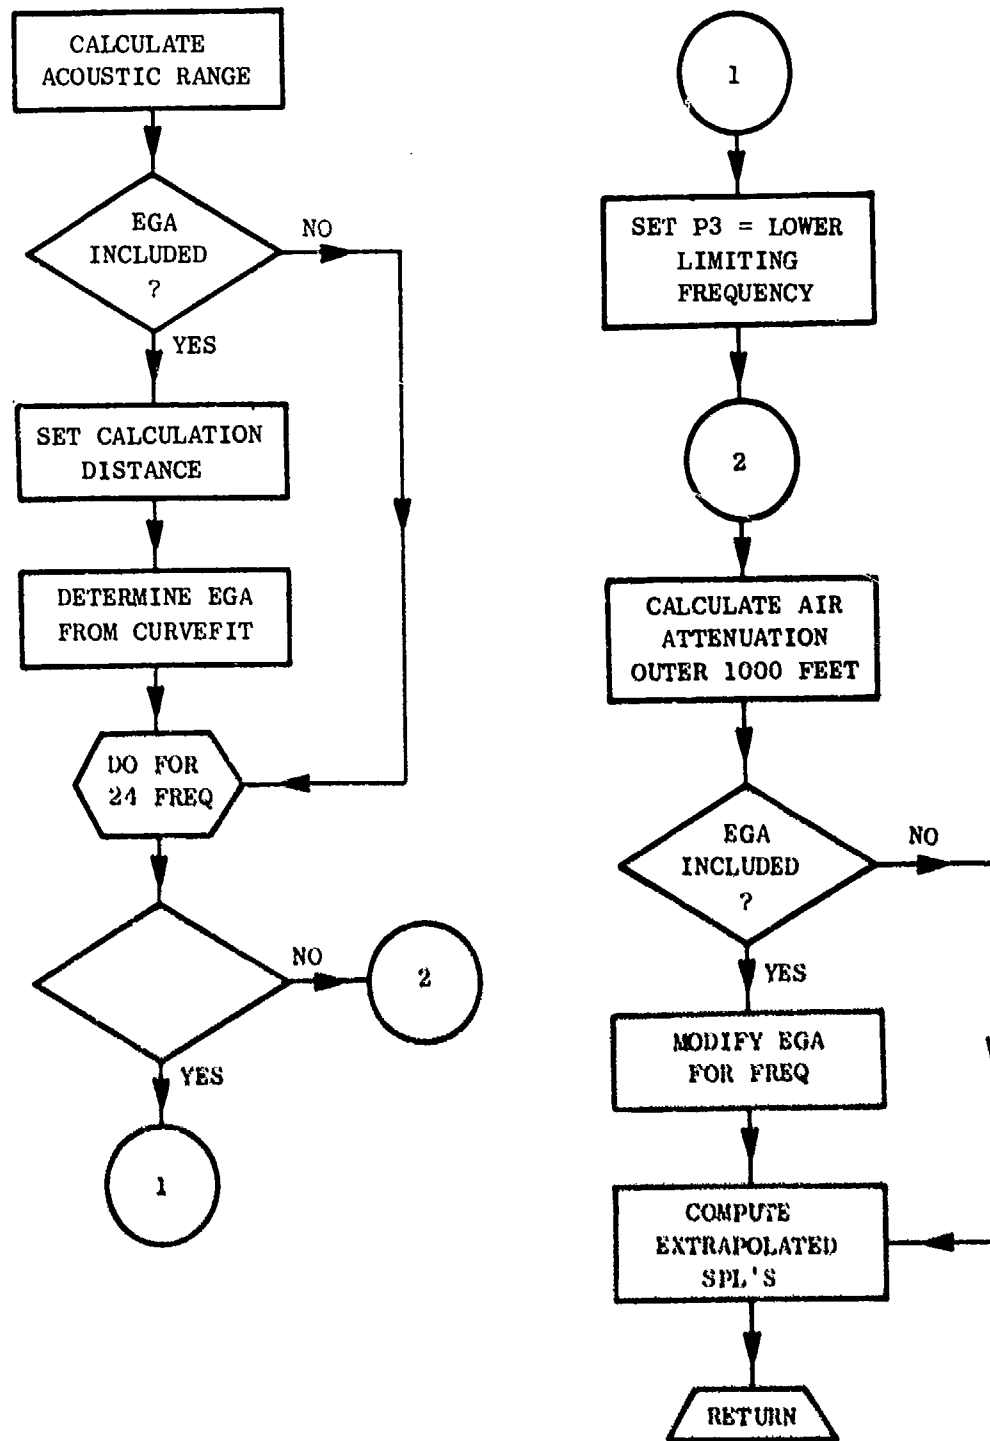 CALCULATE
ACOUSTIC RANGE
EGA
INCLUDED
?
NO
YES
SET CALCULATION
DISTANCE
DETERMINE EGA
FROM CURVEFIT
DO FOR
24 FREQ
NO
2
YES
1
1
SET P3 = LOWER
LIMITING
FREQUENCY
2
CALCULATE AIR
ATTENUATION
OUTER 1000 FEET
EGA
INCLUDED
?
NO
YES
MODIFY EGA
FOR FREQ
COMPUTE
EXTRAPOLATED
SPL'S
RETURN